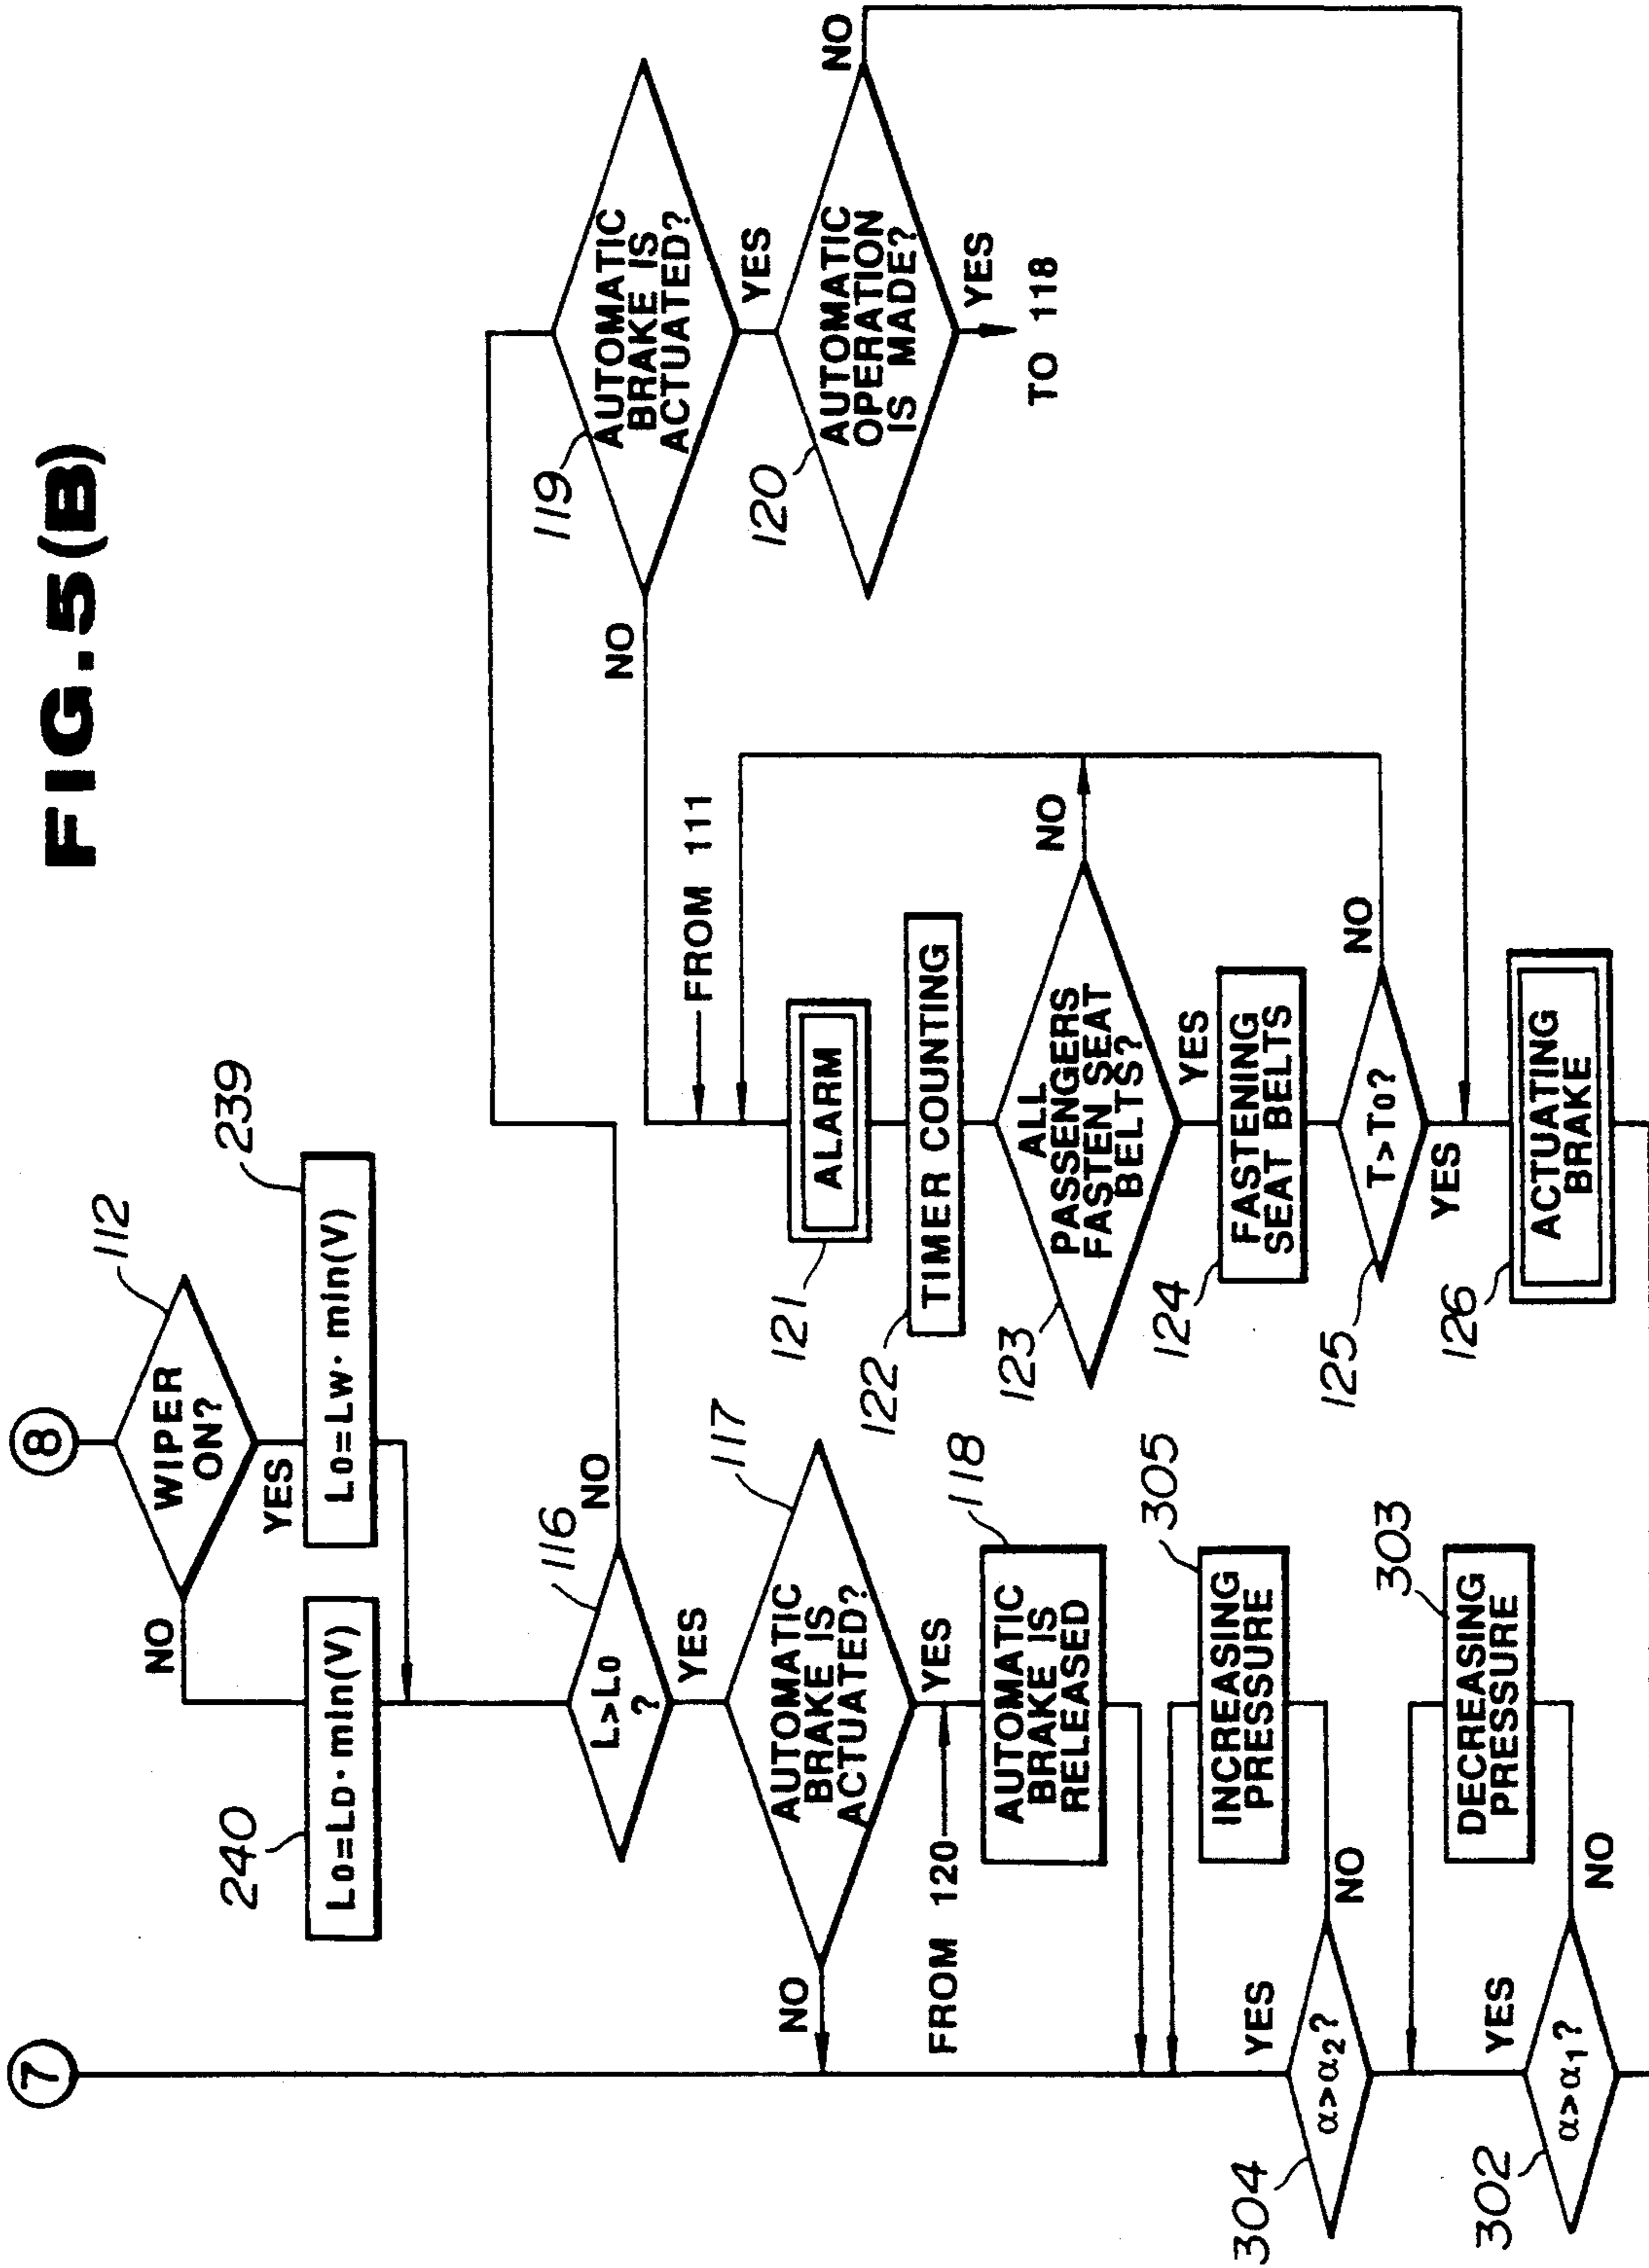 FIG.5(B)
7
8
WIPER
ON?
112
NO
YES
240
Lo=LD·min(V)
Lo=Lw·min(V)
239
L>Lo
?
116
NO
YES
AUTOMATIC
BRAKE IS
ACTUATED?
117
NO
YES
FROM 120
AUTOMATIC
BRAKE IS
RELEASED
118
INCREASING
PRESSURE
305
YES
α>α2?
304
NO
DECREASING
PRESSURE
303
YES
α>α1?
302
NO
AUTOMATIC
BRAKE IS
ACTUATED?
119
NO
YES
AUTOMATIC
OPERATION
IS MADE?
120
NO
YES
TO 118
FROM 111
ALARM
121
TIMER COUNTING
122
ALL
PASSENGERS
FASTEN SEAT
BELTS?
123
NO
YES
FASTENING
SEAT BELTS
124
T>To?
125
NO
YES
ACTUATING
BRAKE
126